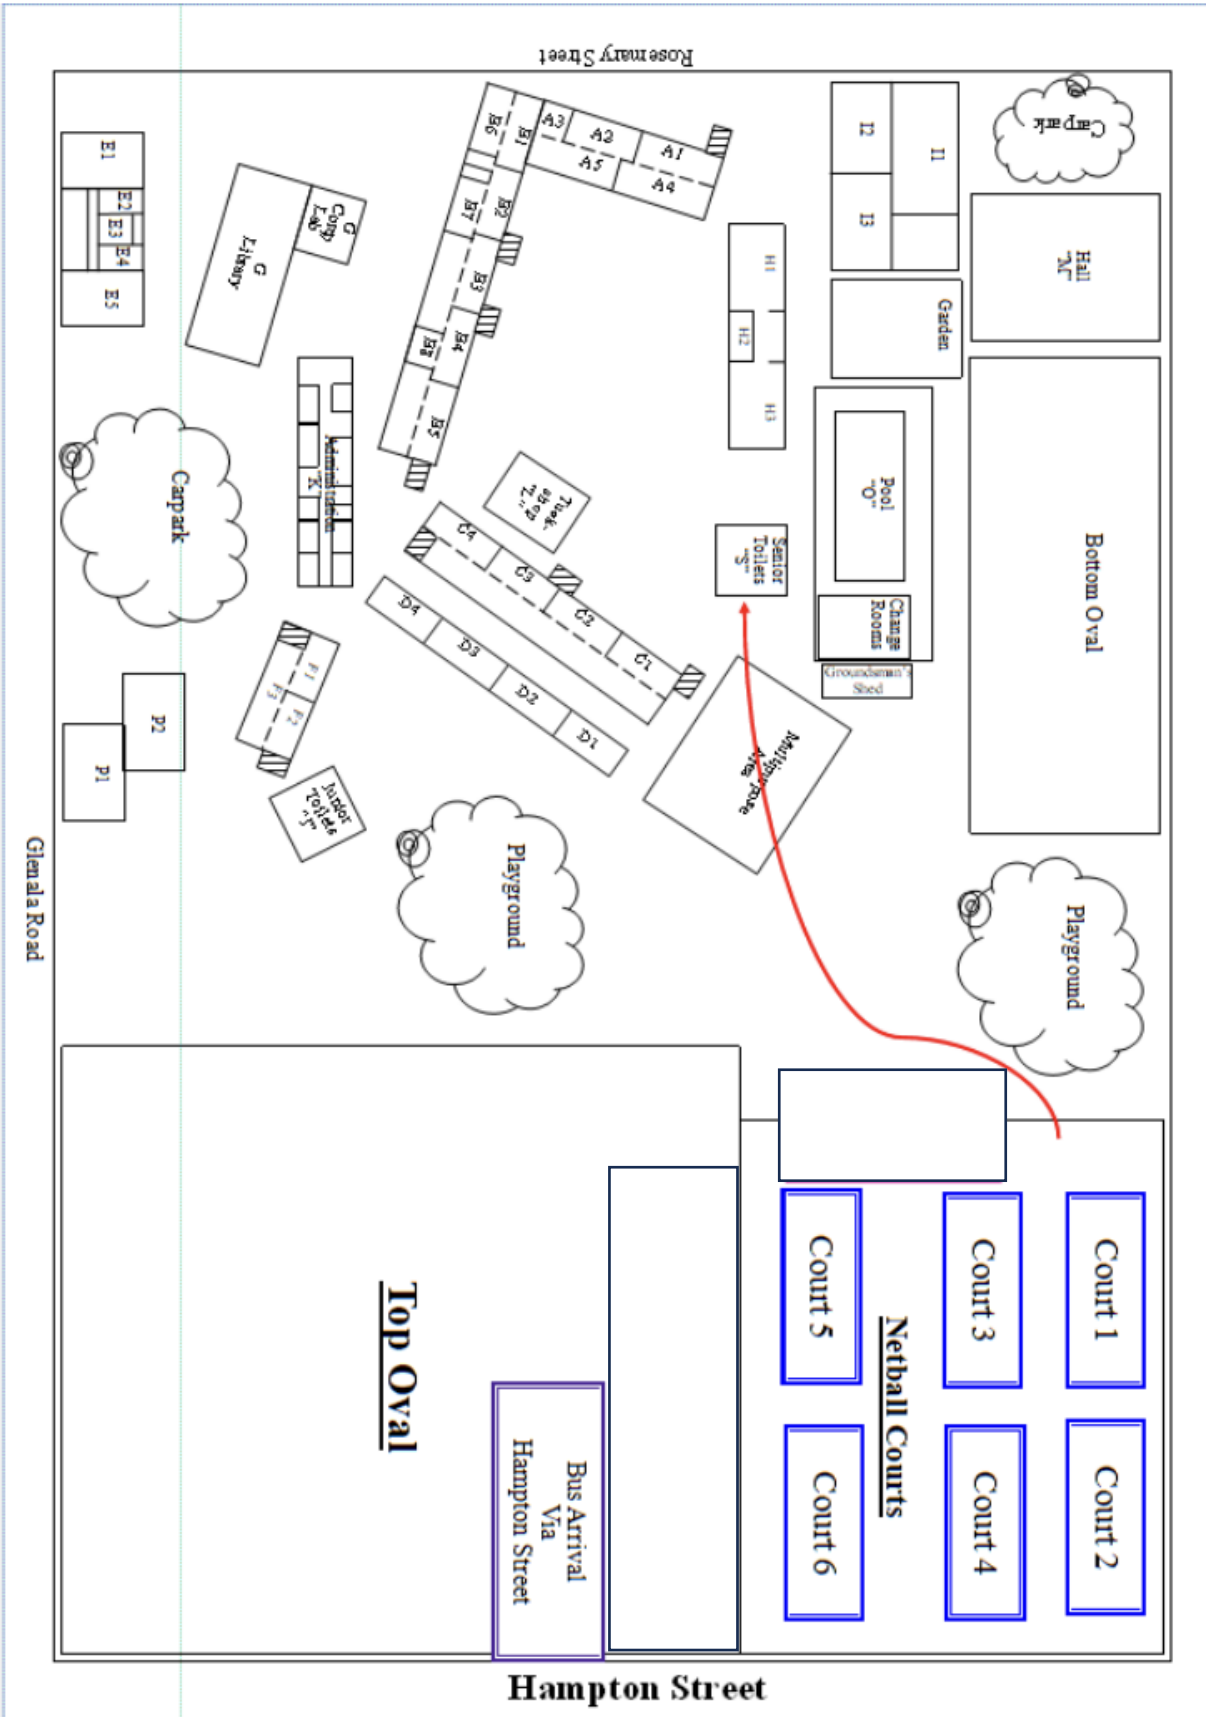 Rosemary Street
Carpark
E1
E2
E3
E4
E5
G
Comp
Lab
G
Library
B6
B1
A3
A2
A1
A5
A4
B7
B2
B3
B4
B8
B5
I2
I1
I3
Hall
"M"
H1
H2
H3
Garden
Pool
"O"
Change
Rooms
Groundsman's
Shed
Bottom Oval
Carpark
Administration
"K"
Tuck-
shop
"L"
Senior
Toilets
"S"
C4
C3
C2
C1
D4
D3
D2
D1
F1
F2
F3
P2
P1
Junior
Toilets
"J"
Multipurpose
Area
Playground
Playground
Glenala Road
Top Oval
Bus Arrival
Via
Hampton Street
Netball Courts
Court 1
Court 3
Court 5
Court 2
Court 4
Court 6
Hampton Street